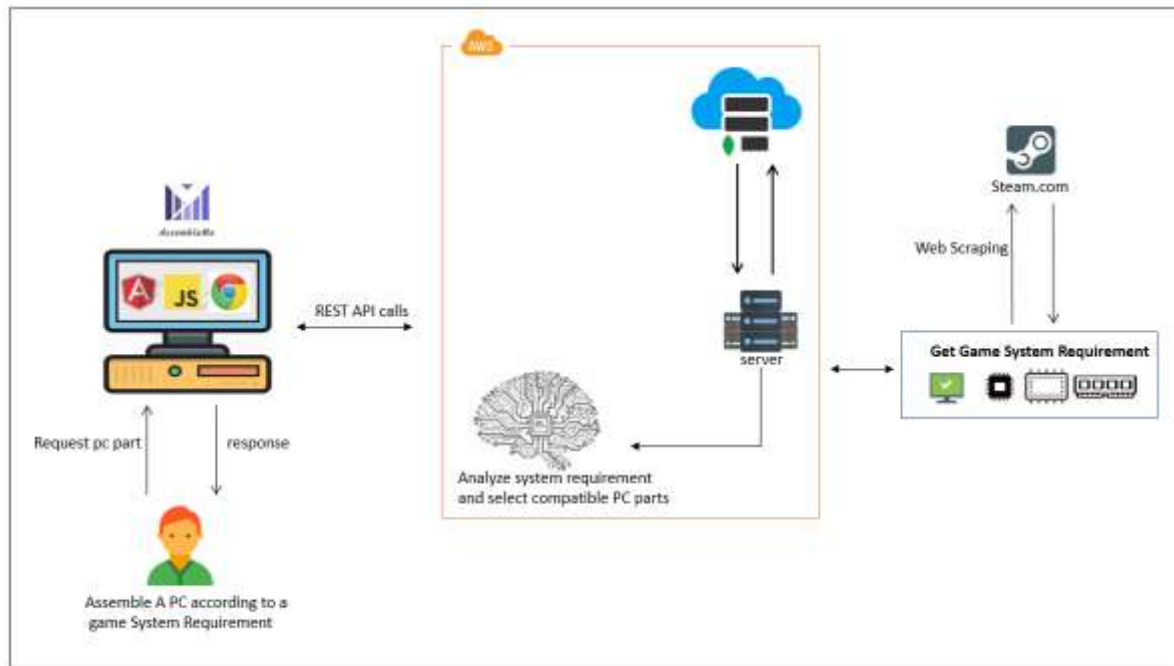 AWS
Steam.com
Web Scraping
JS
REST API calls
server
Get Game System Requirement
Request pc part
response
Analyze system requirement
and select compatible PC parts
Assemble A PC according to a
game System Requirement